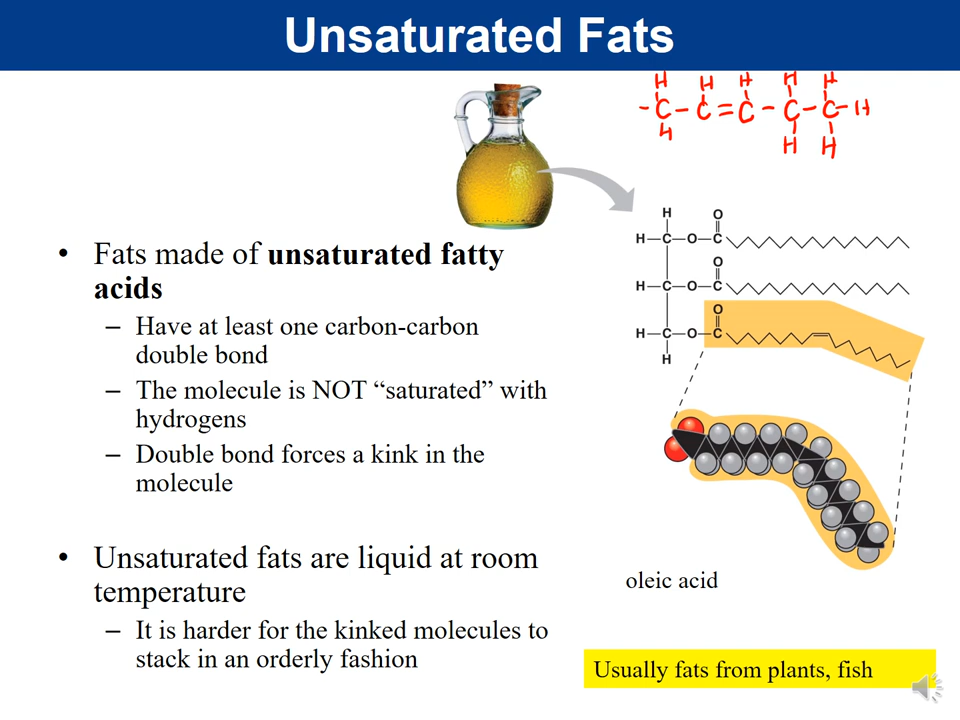 Unsaturated Fats
H H H H H
- C - C = C - C - C - H
H H H
• Fats made of unsaturated fatty
acids
– Have at least one carbon-carbon
double bond
– The molecule is NOT “saturated” with
hydrogens
– Double bond forces a kink in the
molecule
• Unsaturated fats are liquid at room
temperature
– It is harder for the kinked molecules to
stack in an orderly fashion
H O
H—C—O—C
O
H—C—O—C
O
H—C—O—C
H
oleic acid
Usually fats from plants, fish